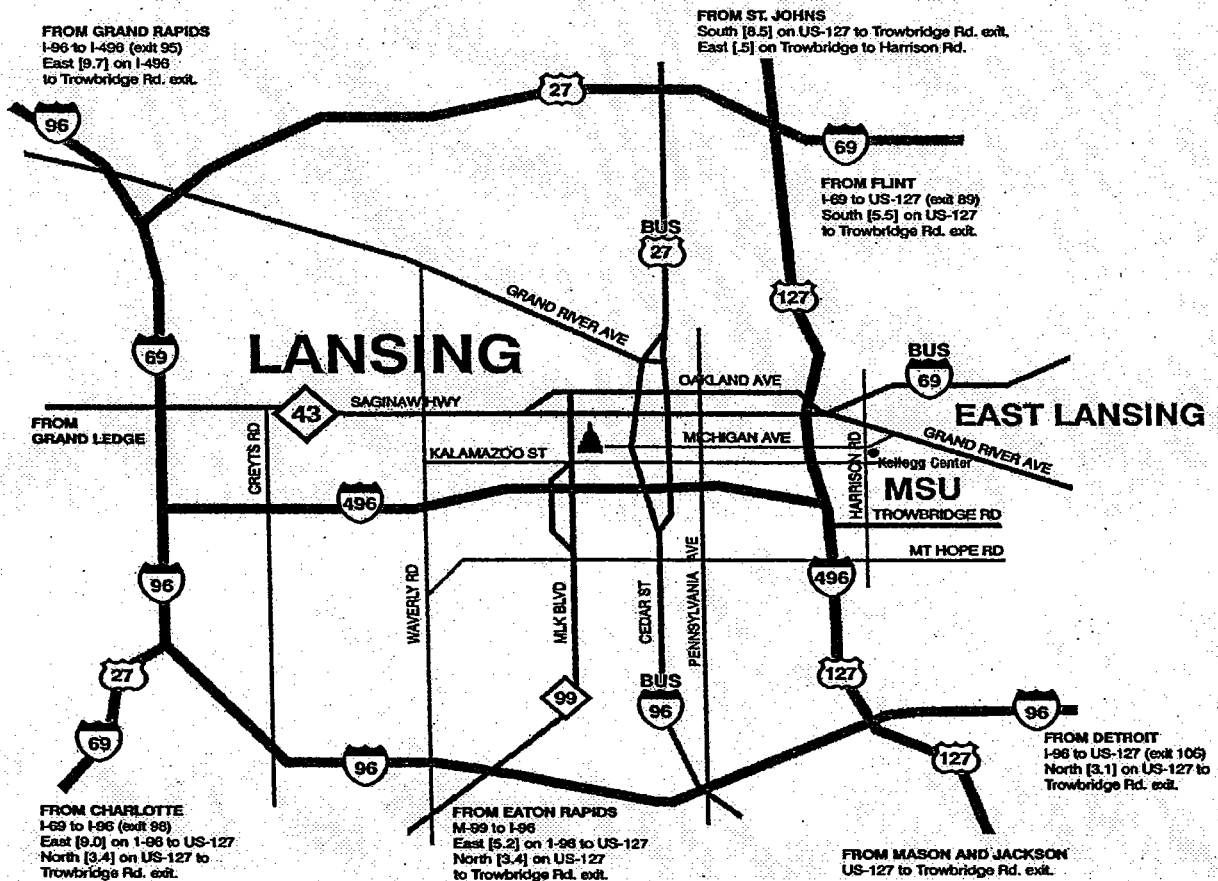 FROM GRAND RAPIDS
I-96 to I-496 (exit 95)
East [9.7] on I-496
to Trowbridge Rd. exit.
FROM ST. JOHNS
South [8.5] on US-127 to Trowbridge Rd. exit.
East [.5] on Trowbridge to Harrison Rd.
96
27
69
FROM FLINT
I-69 to US-127 (exit 89)
South [5.5] on US-127
to Trowbridge Rd. exit.
BUS
27
127
GRAND RIVER AVE
LANSING
69
BUS
69
OAKLAND AVE
43
SAGINAW HWY
EAST LANSING
FROM
GRAND LEDGE
MICHIGAN AVE
GRAND RIVER AVE
KALAMAZOO ST
Kellogg Center
CREYTS RD
HARRISON RD
MSU
496
TROWBRIDGE RD
MT HOPE RD
96
496
WAVERLY RD
MLK BLVD
CEDAR ST
PENNSYLVANIA AVE
27
127
BUS
99
96
96
69
96
127
FROM DETROIT
I-96 to US-127 (exit 106)
North [3.1] on US-127 to
Trowbridge Rd. exit.
FROM CHARLOTTE
I-69 to I-96 (exit 98)
East [9.0] on 1-96 to US-127
North [3.4] on US-127 to
Trowbridge Rd. exit.
FROM EATON RAPIDS
M-99 to I-96
East [5.2] on 1-96 to US-127
North [3.4] on US-127
to Trowbridge Rd. exit.
FROM MASON AND JACKSON
US-127 to Trowbridge Rd. exit.